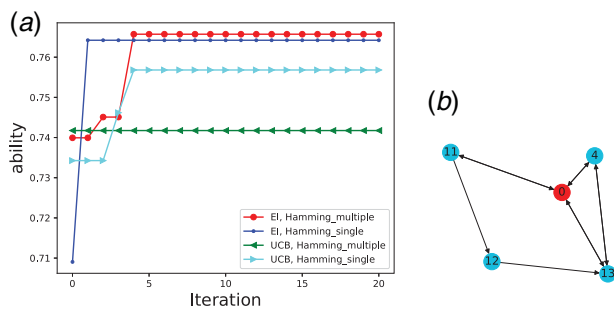 (a)
0.76
0.75
0.74
0.73
0.72
0.71
ability
0 5 10 15 20
Iteration
EI, Hamming_multiple
EI, Hamming_single
UCB, Hamming_multiple
UCB, Hamming_single
(b)
11
4
0
12
13